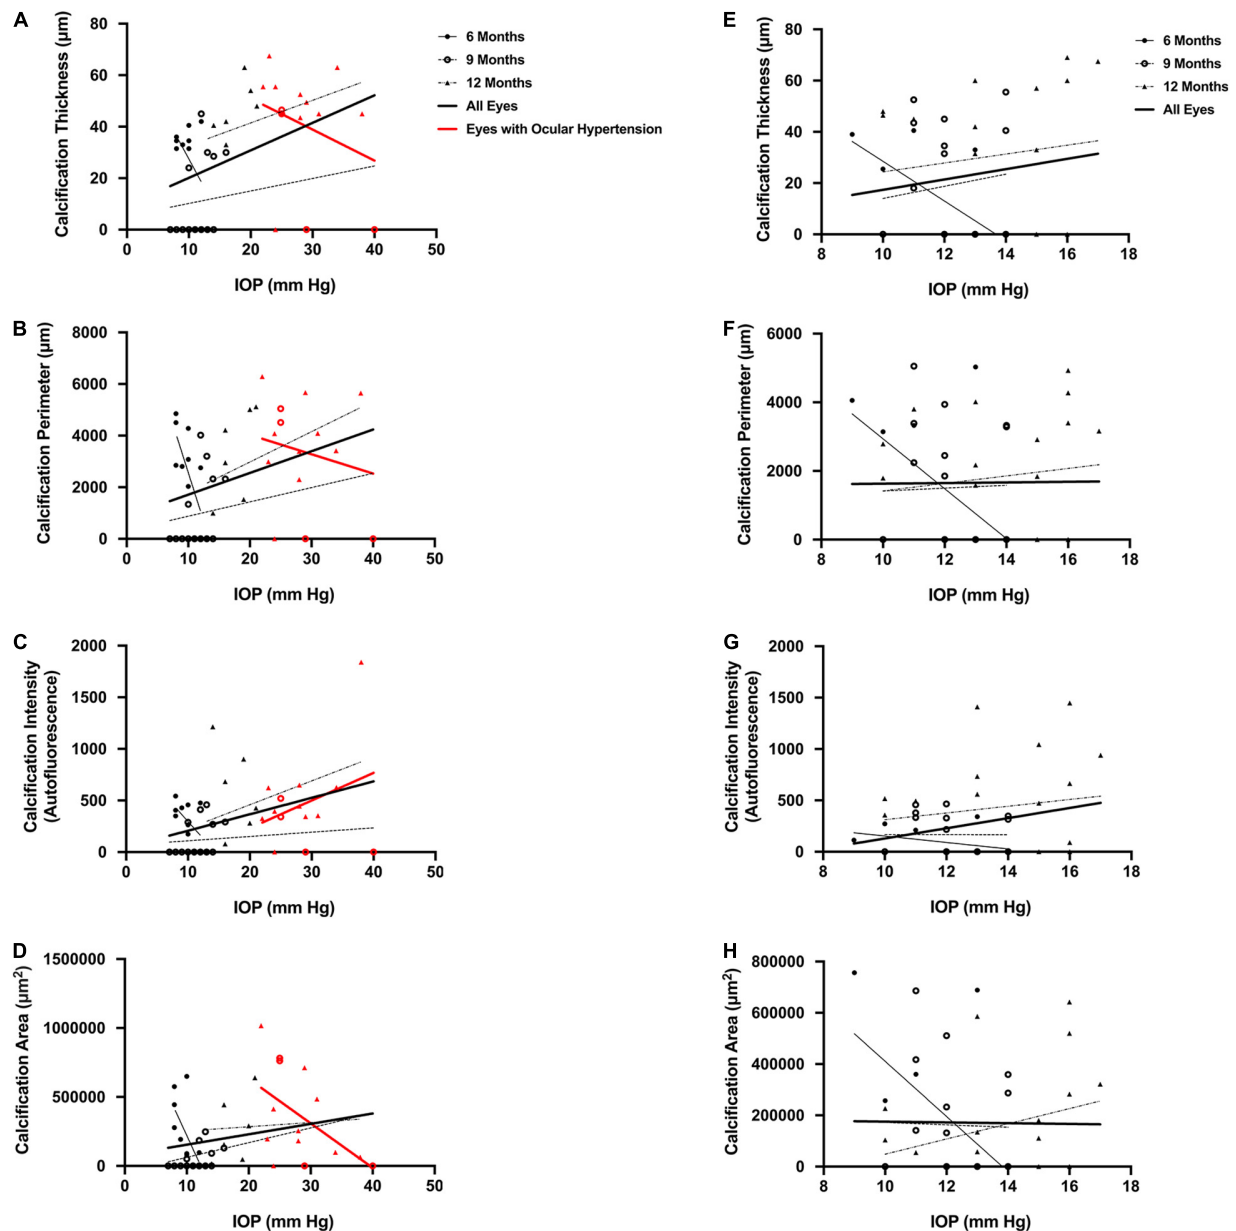 A
Calcification Thickness (µm)
80
60
40
20
0
0 10 20 30 40 50
IOP (mm Hg)
6 Months
9 Months
12 Months
All Eyes
Eyes with Ocular Hypertension
E
Calcification Thickness (µm)
80
60
40
20
0
8 10 12 14 16 18
IOP (mm Hg)
6 Months
9 Months
12 Months
All Eyes
B
Calcification Perimeter (µm)
8000
6000
4000
2000
0
0 10 20 30 40 50
IOP (mm Hg)
F
Calcification Perimeter (µm)
6000
4000
2000
0
8 10 12 14 16 18
IOP (mm Hg)
C
Calcification Intensity
(Autofluorescence)
2000
1500
1000
500
0
0 10 20 30 40 50
IOP (mm Hg)
G
Calcification Intensity
(Autofluorescence)
2000
1500
1000
500
0
8 10 12 14 16 18
IOP (mm Hg)
D
Calcification Area (µm²)
1500000
1000000
500000
0
0 10 20 30 40 50
IOP (mm Hg)
H
Calcification Area (µm²)
800000
600000
400000
200000
0
8 10 12 14 16 18
IOP (mm Hg)